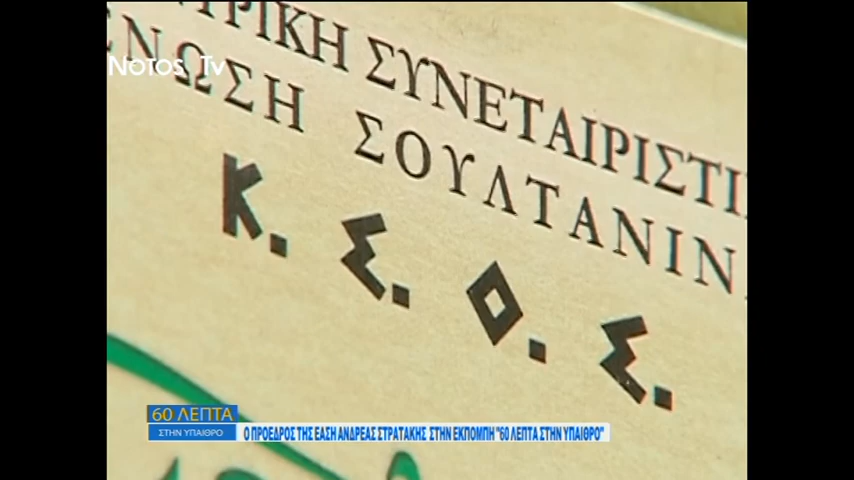 ΣΥΝΕΤΑΙΡΙΣΤΙ
Notos Tv
ΕΝΩΣΗ ΣΟΥΛΤΑΝΙΝ
Κ. Σ. Ο. Σ.
60 ΛΕΠΤΑ
ΣΤΗΝ ΥΠΑΙΘΡΟ
Ο ΠΡΟΕΔΡΟΣ ΤΗΣ ΕΑΣΗ ΑΝΔΡΕΑΣ ΣΤΡΑΤΑΚΗΣ ΣΤΗΝ ΕΚΠΟΜΠΗ "60 ΛΕΠΤΑ ΣΤΗΝ ΥΠΑΙΘΡΟ"